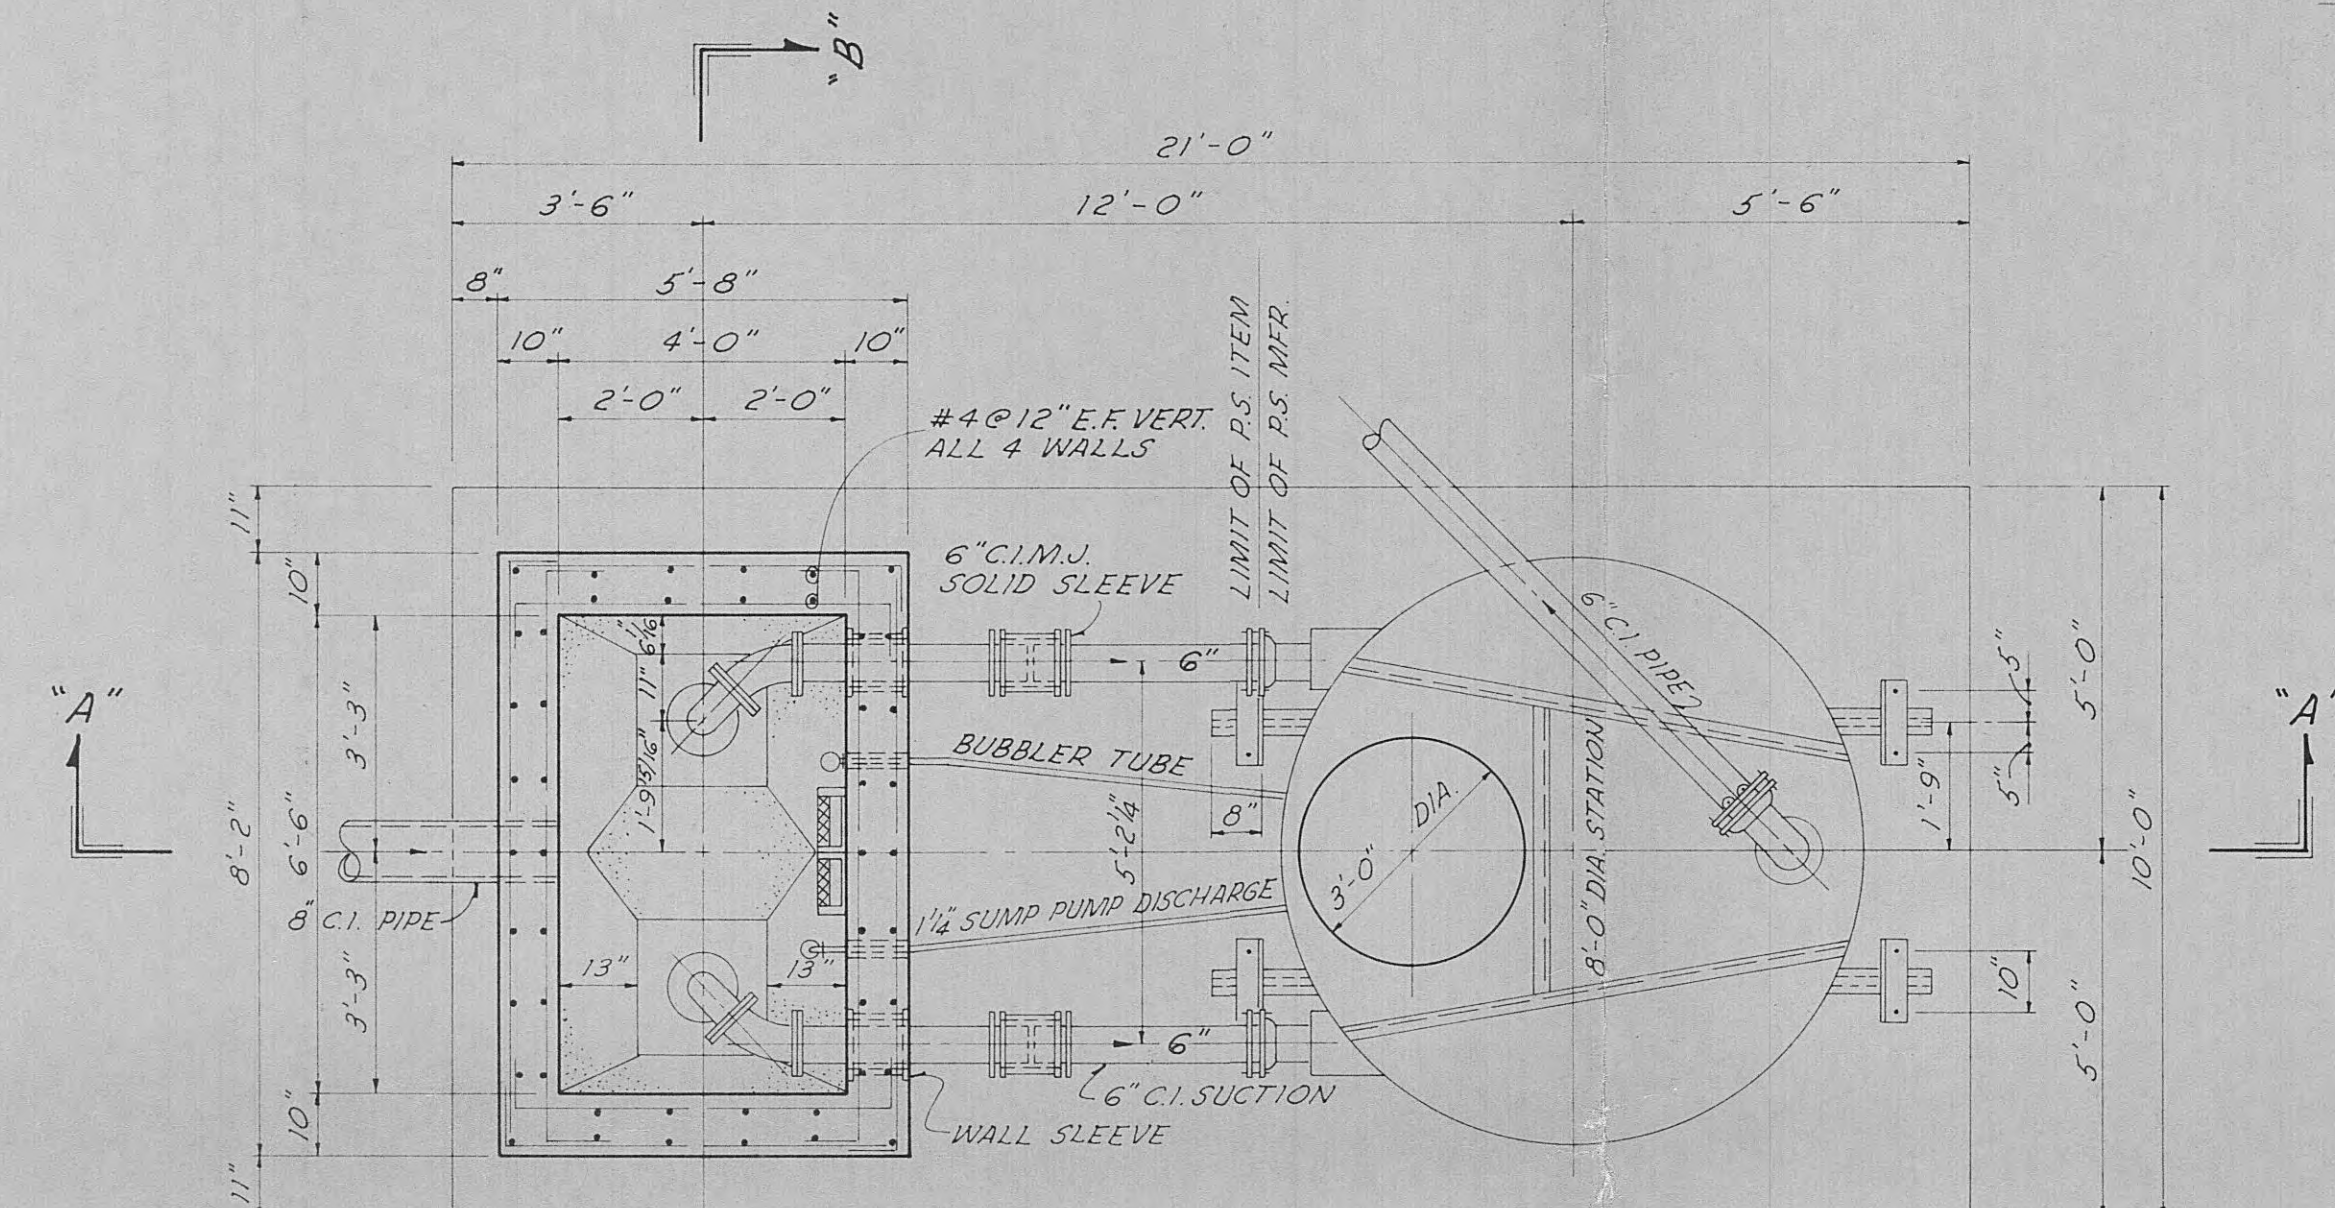 "B"
21'-0"
3'-6"
12'-0"
5'-6"
8"
5'-8"
10"
4'-0"
10"
2'-0"
2'-0"
#4@12" E.F. VERT.
ALL 4 WALLS
LIMIT OF P.S. ITEM
LIMIT OF P.S. MFR.
11"
10"
6"C.I.M.J.
SOLID SLEEVE
6 1/16"
11"
1'-9 15/16"
6"
"A"
3'-3"
6'-6"
8'-2"
8" C.I. PIPE
3'-3"
10"
11"
13"
13"
BUBBLER TUBE
5'-2 1/4"
8"
1 1/4" SUMP PUMP DISCHARGE
6"
6" C.I. SUCTION
WALL SLEEVE
DIA.
3'-0"
8'-0" DIA. STATION
C.I. PIPE
5"
5"
1'-9"
5'-0"
10'-0"
10"
5'-0"
"A"